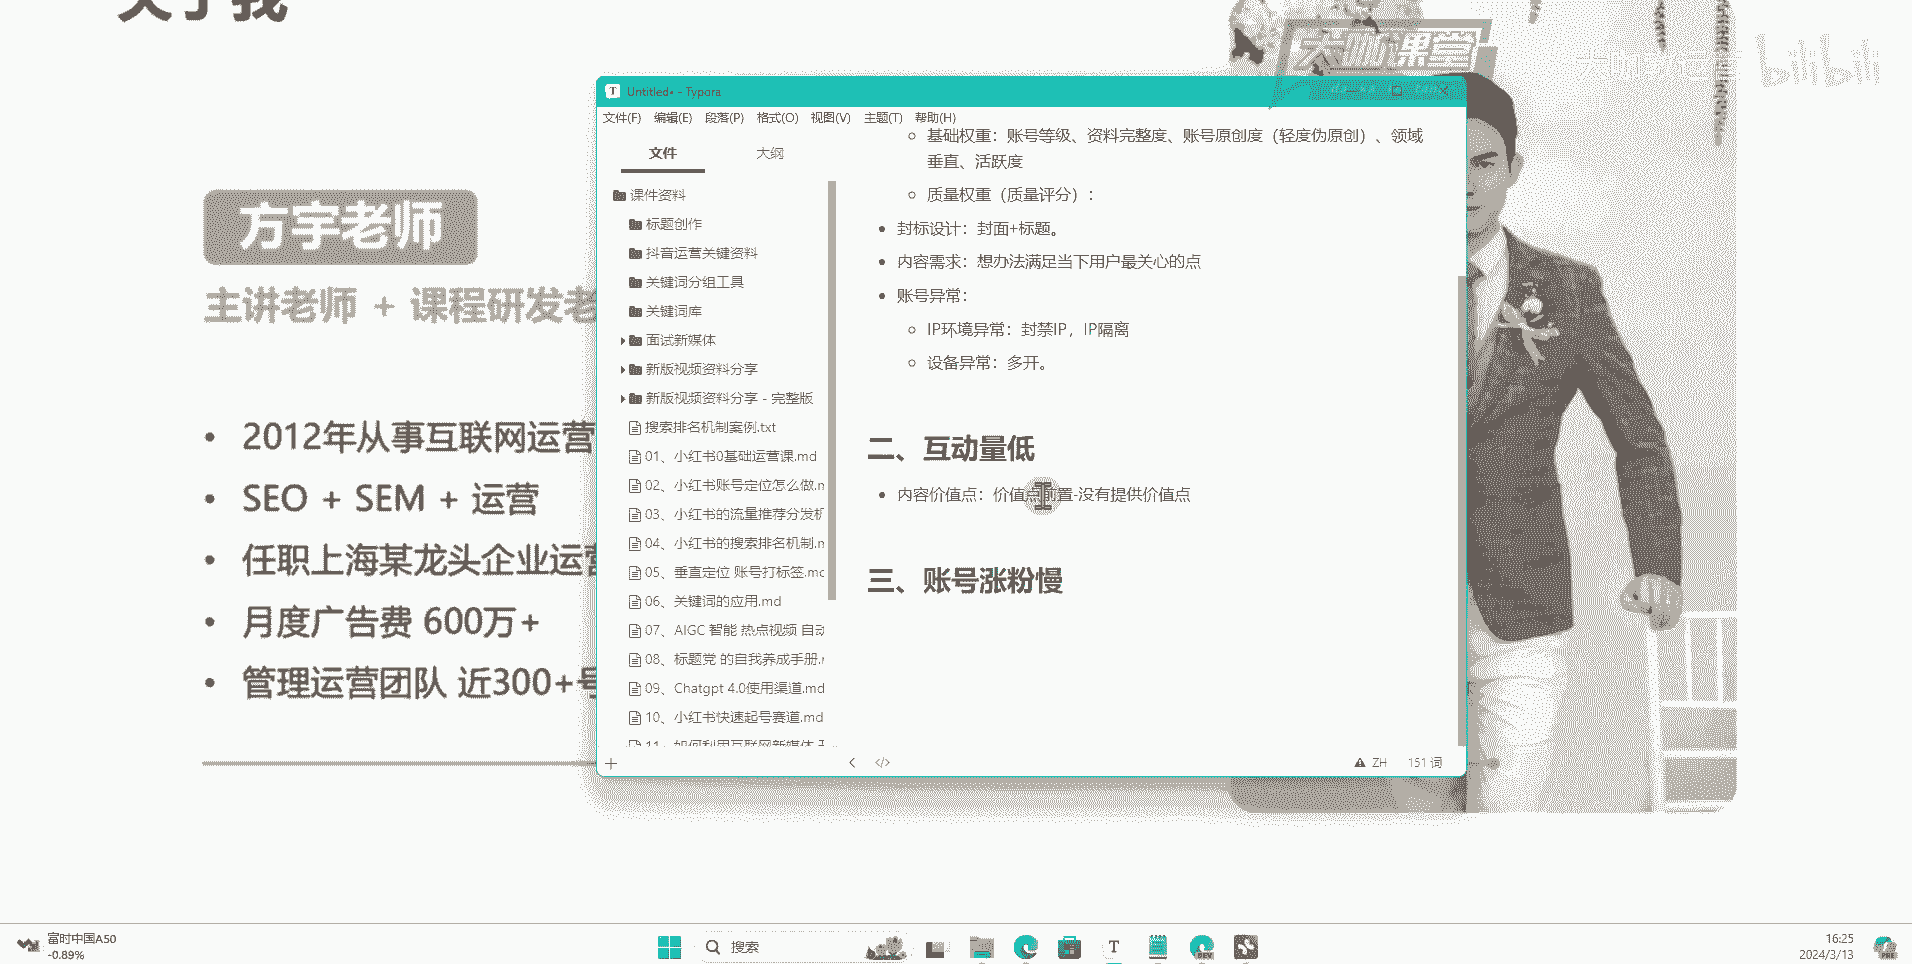 关于我
大咖课堂
bilibili
方宇老师
主讲老师 + 课程研发老
• 2012年从事互联网运营
• SEO + SEM + 运营
• 任职上海某龙头企业运营
• 月度广告费 600万+
• 管理运营团队 近300+号
Untitled• - Typora
文件(F) 编辑(E) 段落(P) 格式(O) 视图(V) 主题(T) 帮助(H)
文件 大纲
课件资料
标题创作
抖音运营关键资料
关键词分组工具
关键词库
面试新媒体
新版视频资料分享
新版视频资料分享 - 完整版
搜索排名机制案例.txt
01、小红书0基础运营课.md
02、小红书账号定位怎么做.m
03、小红书的流量推荐分发机
04、小红书的搜索排名机制.m
05、垂直定位 账号打标签.mc
06、关键词的应用.md
07、AIGC 智能 热点视频 自动
08、标题党 的自我养成手册.r
09、Chatgpt 4.0使用渠道.md
10、小红书快速起号赛道.md
11、如何利用互联网新媒体
基础权重：账号等级、资料完整度、账号原创度（轻度伪原创）、领域
垂直、活跃度
质量权重（质量评分）：
封标设计：封面+标题。
内容需求：想办法满足当下用户最关心的点
账号异常：
IP环境异常：封禁IP，IP隔离
设备异常：多开。
二、互动量低
内容价值点：价值点前置-没有提供价值点
三、账号涨粉慢
ZH 151 词
富时中国A50
-0.89%
搜索
16:25
2024/3/13